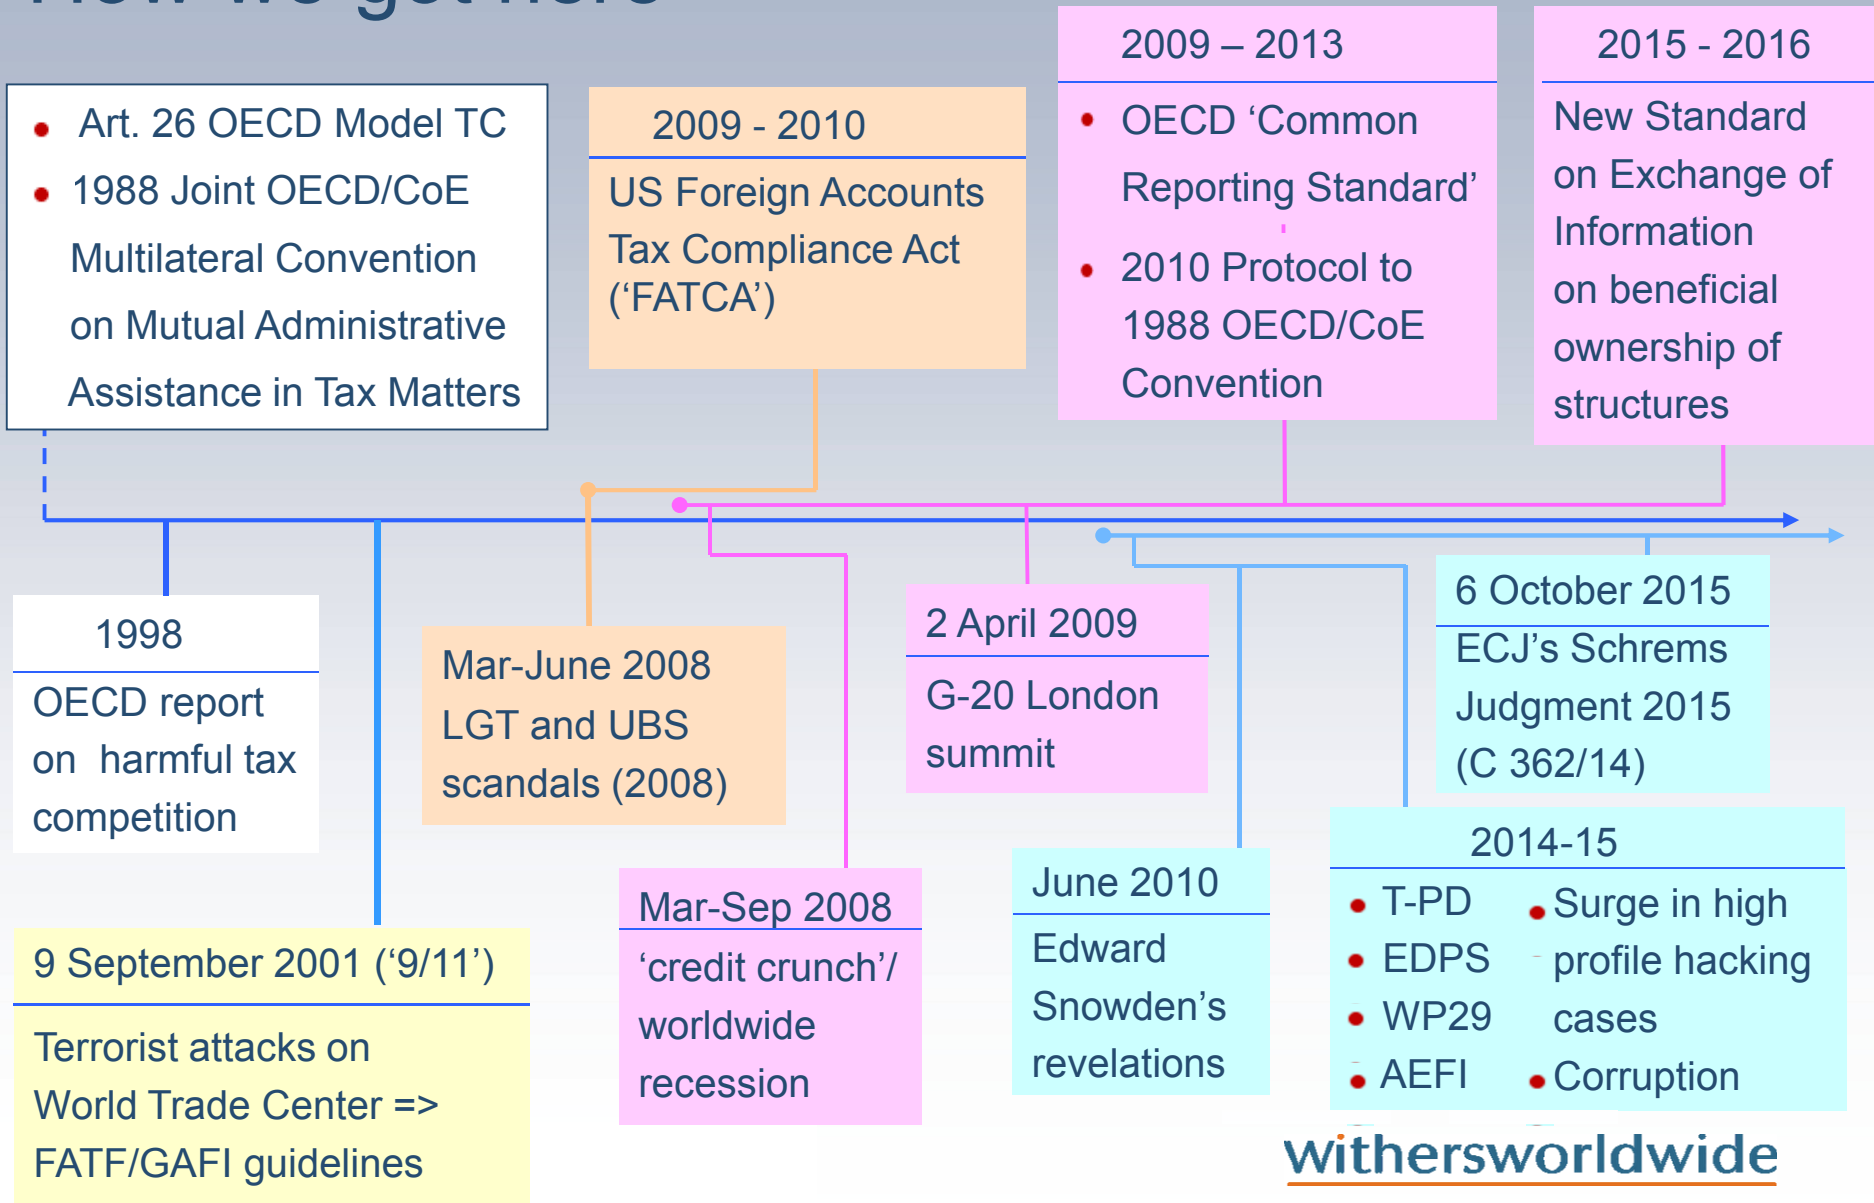 How we got here
Art. 26 OECD Model TC
1988 Joint OECD/CoE
Multilateral Convention
on Mutual Administrative
Assistance in Tax Matters
2009 - 2010
US Foreign Accounts
Tax Compliance Act
(‘FATCA’)
2009 – 2013
OECD ‘Common
Reporting Standard’
2010 Protocol to
1988 OECD/CoE
Convention
2015 - 2016
New Standard
on Exchange of
Information
on beneficial
ownership of
structures
1998
OECD report
on harmful tax
competition
9 September 2001 (‘9/11’)
Terrorist attacks on
World Trade Center =>
FATF/GAFI guidelines
Mar-June 2008
LGT and UBS
scandals (2008)
Mar-Sep 2008
‘credit crunch’/
worldwide
recession
2 April 2009
G-20 London
summit
June 2010
Edward
Snowden’s
revelations
6 October 2015
ECJ’s Schrems
Judgment 2015
(C 362/14)
2014-15
T-PD
EDPS
WP29
AEFI
Surge in high
profile hacking
cases
Corruption
withersworldwide